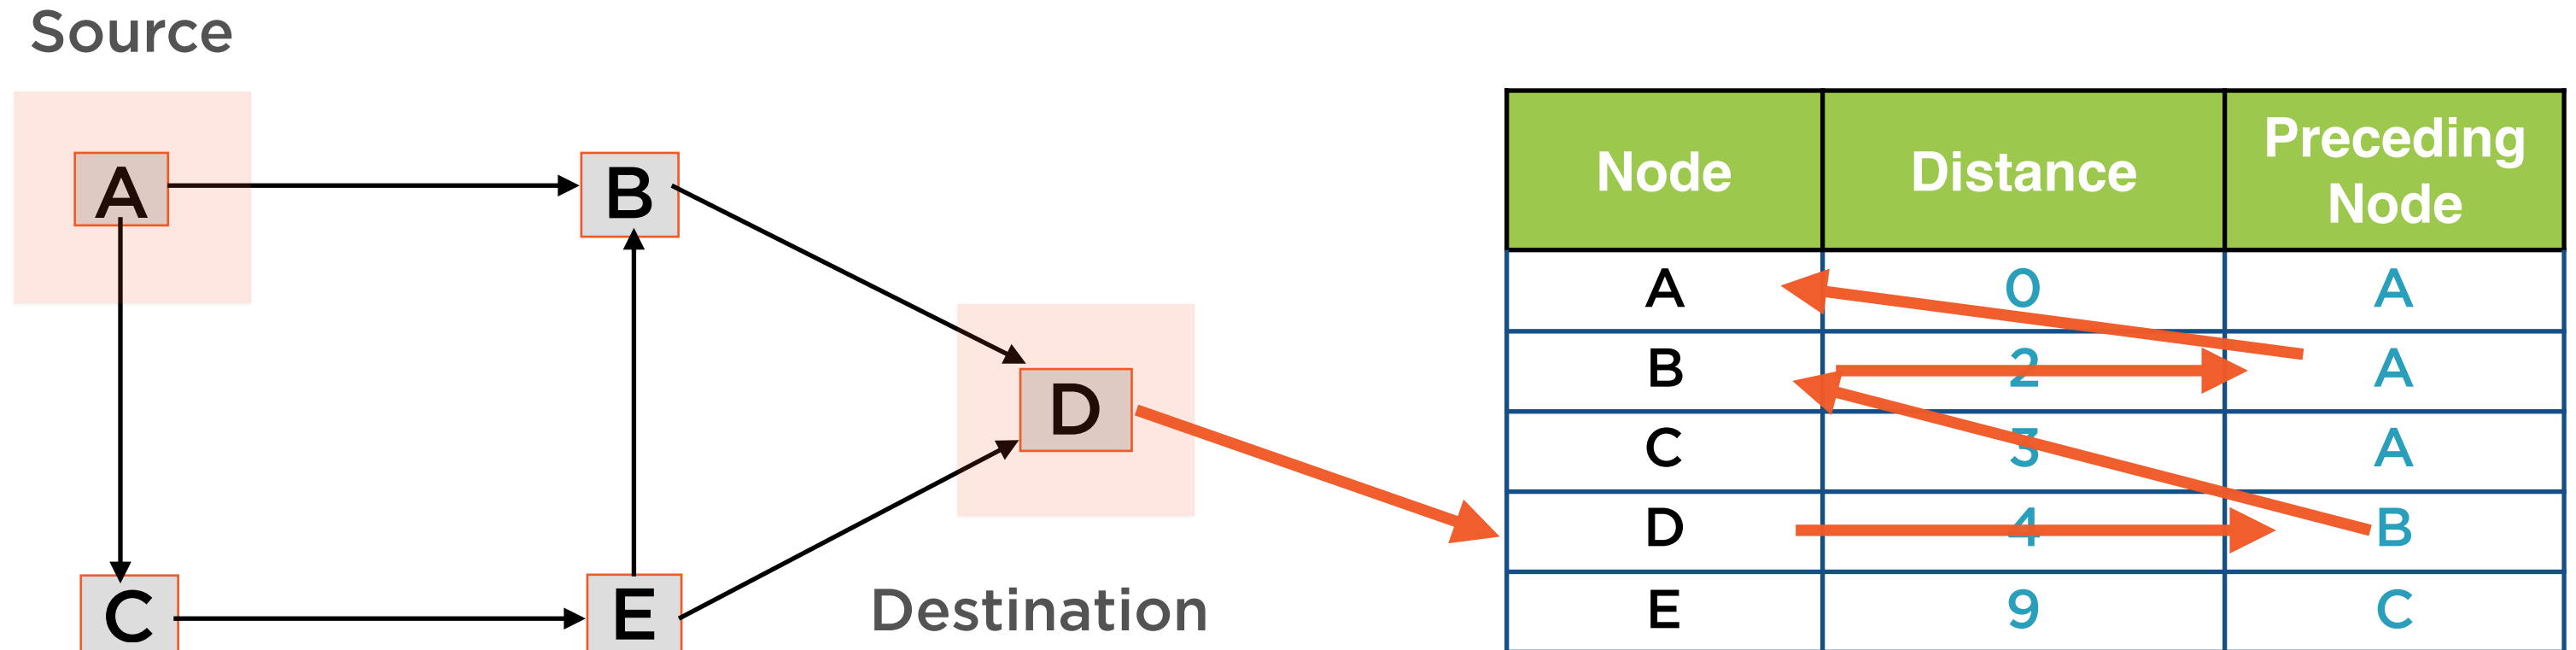 Source
A
B
D
C
E
Destination
Node Distance Preceding
Node
A 0 A
B 2 A
C 3 A
D 4 B
E 9 C